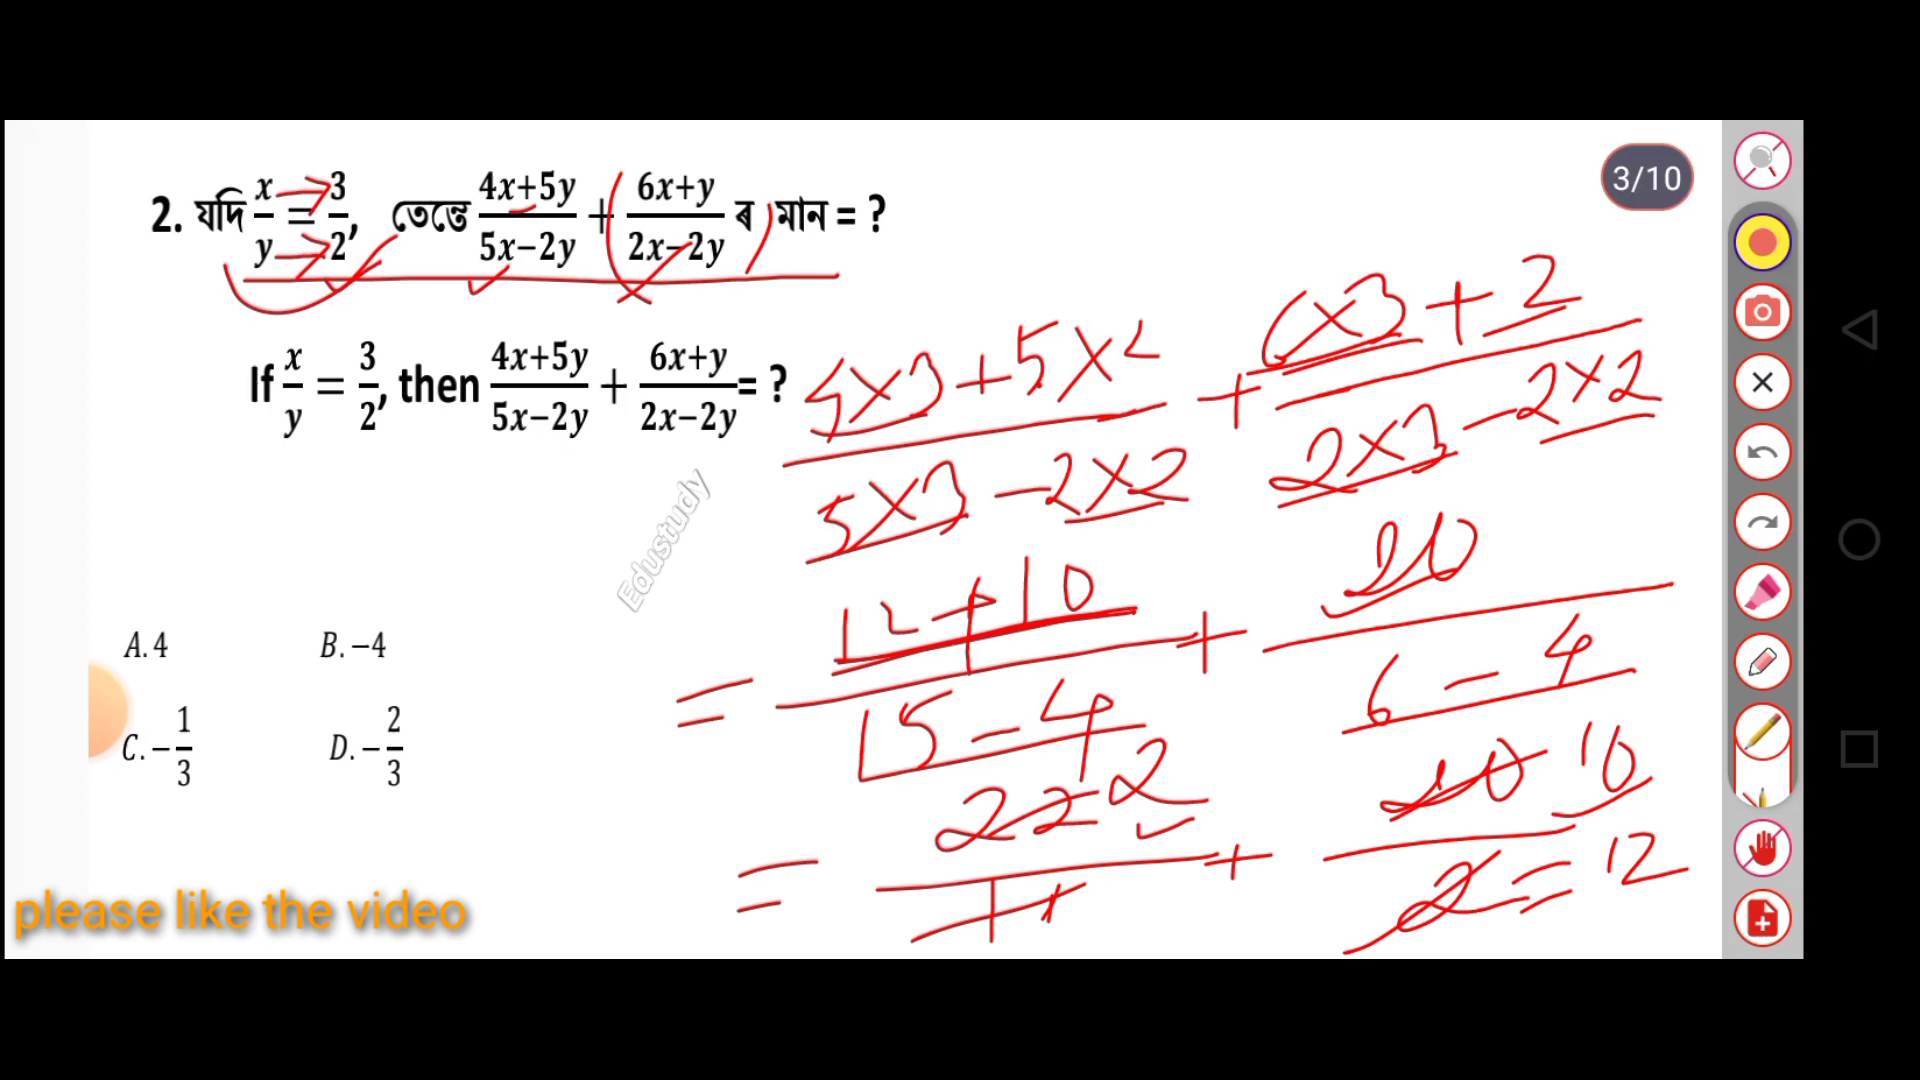 2. যদি x/y = 3/2, তেন্তে (4x+5y)/(5x−2y) + (6x+y)/(2x−2y) ৰ মান = ?
If x/y = 3/2, then (4x+5y)/(5x−2y) + (6x+y)/(2x−2y) = ?
A. 4 B. −4
C. −1/3 D. −2/3
(4×3+5×2)/(5×3−2×2) + (6×3+2)/(2×3−2×2)
= (12+10)/(15−4) + 20/(6−4)
= 22/11 2 + 20/2 10 = 12
Edustudy
please like the video
3/10